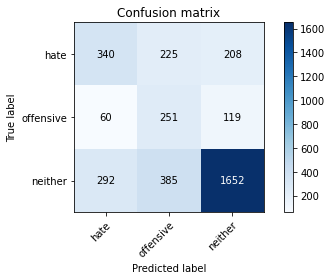 Confusion matrix
True label
hate 340 225 208
offensive 60 251 119
neither 292 385 1652
hate offensive neither
Predicted label
1600
1400
1200
1000
800
600
400
200